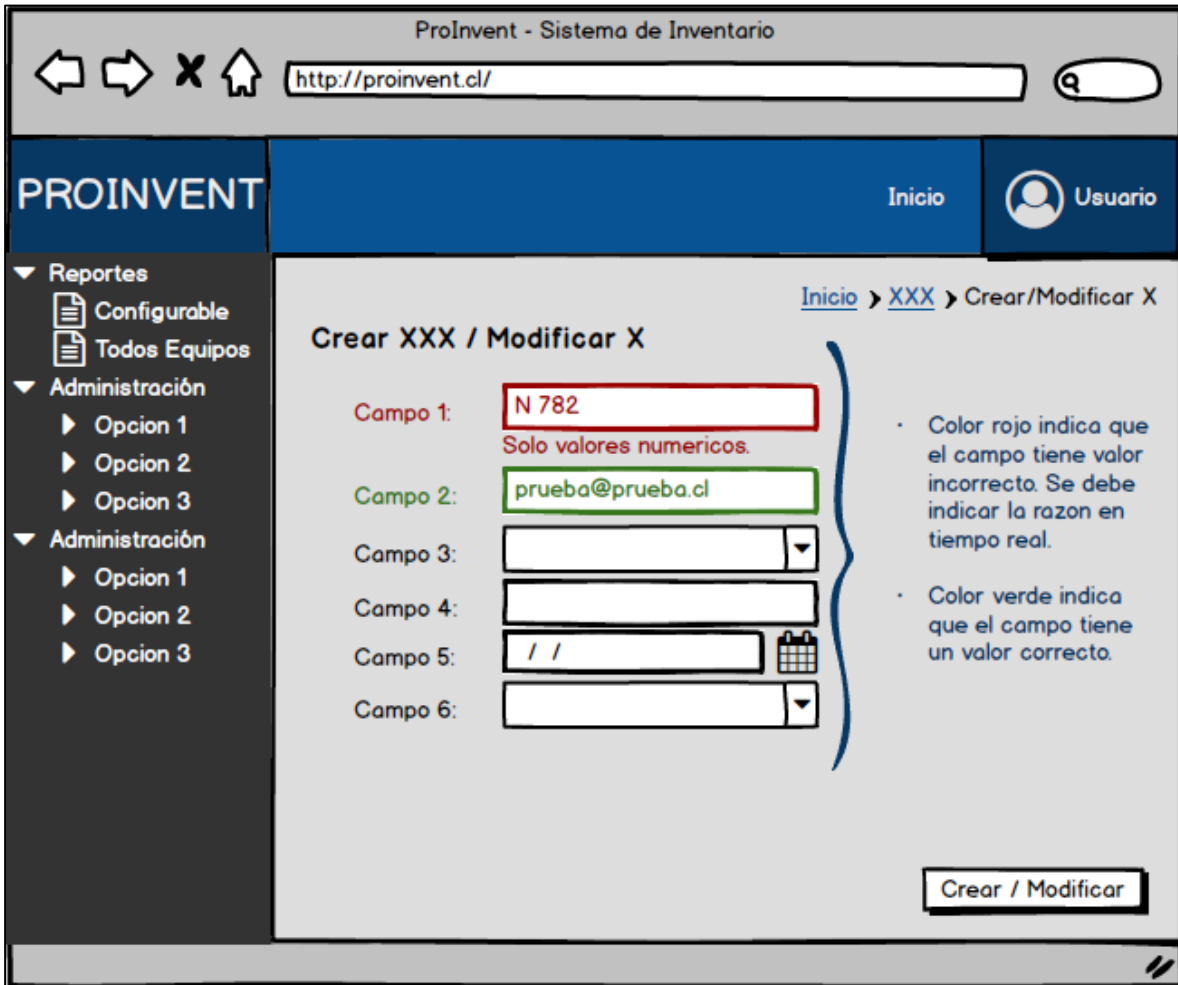 ProInvent - Sistema de Inventario
http://proinvent.cl/
PROINVENT
Inicio
Usuario
Reportes
Configurable
Todos Equipos
Administración
Opcion 1
Opcion 2
Opcion 3
Administración
Opcion 1
Opcion 2
Opcion 3
Inicio > XXX > Crear/Modificar X
Crear XXX / Modificar X
Campo 1:
N 782
Solo valores numericos.
Campo 2:
prueba@prueba.cl
Campo 3:
Campo 4:
Campo 5:
/ /
Campo 6:
· Color rojo indica que
el campo tiene valor
incorrecto. Se debe
indicar la razon en
tiempo real.
· Color verde indica
que el campo tiene
un valor correcto.
Crear / Modificar